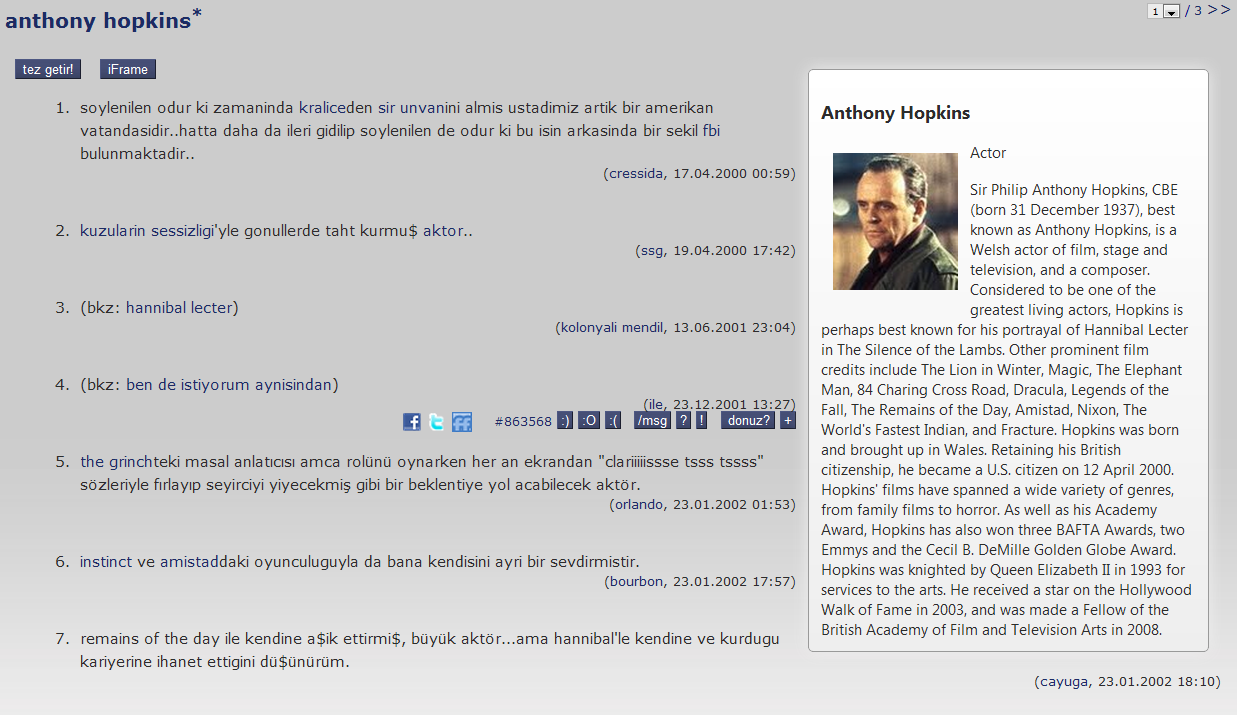 anthony hopkins*
1 / 3 >>
tez getir! iFrame
1. soylenilen odur ki zamaninda kraliceden sir unvanini almis ustadimiz artik bir amerikan
vatandasidir..hatta daha da ileri gidilip soylenilen de odur ki bu isin arkasinda bir sekil fbi
bulunmaktadir..
(cressida, 17.04.2000 00:59)
2. kuzularin sessizligi'yle gonullerde taht kurmu$ aktor..
(ssg, 19.04.2000 17:42)
3. (bkz: hannibal lecter)
(kolonyali mendil, 13.06.2001 23:04)
4. (bkz: ben de istiyorum aynisindan)
(ile, 23.12.2001 13:27)
f t ff #863568 :) :O :( /msg ? ! donuz? +
5. the grinchteki masal anlatıcısı amca rolünü oynarken her an ekrandan "clariiiiissse tsss tssss"
sözleriyle fırlayıp seyirciyi yiyecekmiş gibi bir beklentiye yol acabilecek aktör.
(orlando, 23.01.2002 01:53)
6. instinct ve amistaddaki oyunculuguyla da bana kendisini ayri bir sevdirmistir.
(bourbon, 23.01.2002 17:57)
7. remains of the day ile kendine a$ik ettirmi$, büyük aktör...ama hannibal'le kendine ve kurdugu
kariyerine ihanet ettigini dü$ünürüm.
(cayuga, 23.01.2002 18:10)
Anthony Hopkins
Actor
Sir Philip Anthony Hopkins, CBE
(born 31 December 1937), best
known as Anthony Hopkins, is a
Welsh actor of film, stage and
television, and a composer.
Considered to be one of the
greatest living actors, Hopkins is
perhaps best known for his portrayal of Hannibal Lecter
in The Silence of the Lambs. Other prominent film
credits include The Lion in Winter, Magic, The Elephant
Man, 84 Charing Cross Road, Dracula, Legends of the
Fall, The Remains of the Day, Amistad, Nixon, The
World's Fastest Indian, and Fracture. Hopkins was born
and brought up in Wales. Retaining his British
citizenship, he became a U.S. citizen on 12 April 2000.
Hopkins' films have spanned a wide variety of genres,
from family films to horror. As well as his Academy
Award, Hopkins has also won three BAFTA Awards, two
Emmys and the Cecil B. DeMille Golden Globe Award.
Hopkins was knighted by Queen Elizabeth II in 1993 for
services to the arts. He received a star on the Hollywood
Walk of Fame in 2003, and was made a Fellow of the
British Academy of Film and Television Arts in 2008.